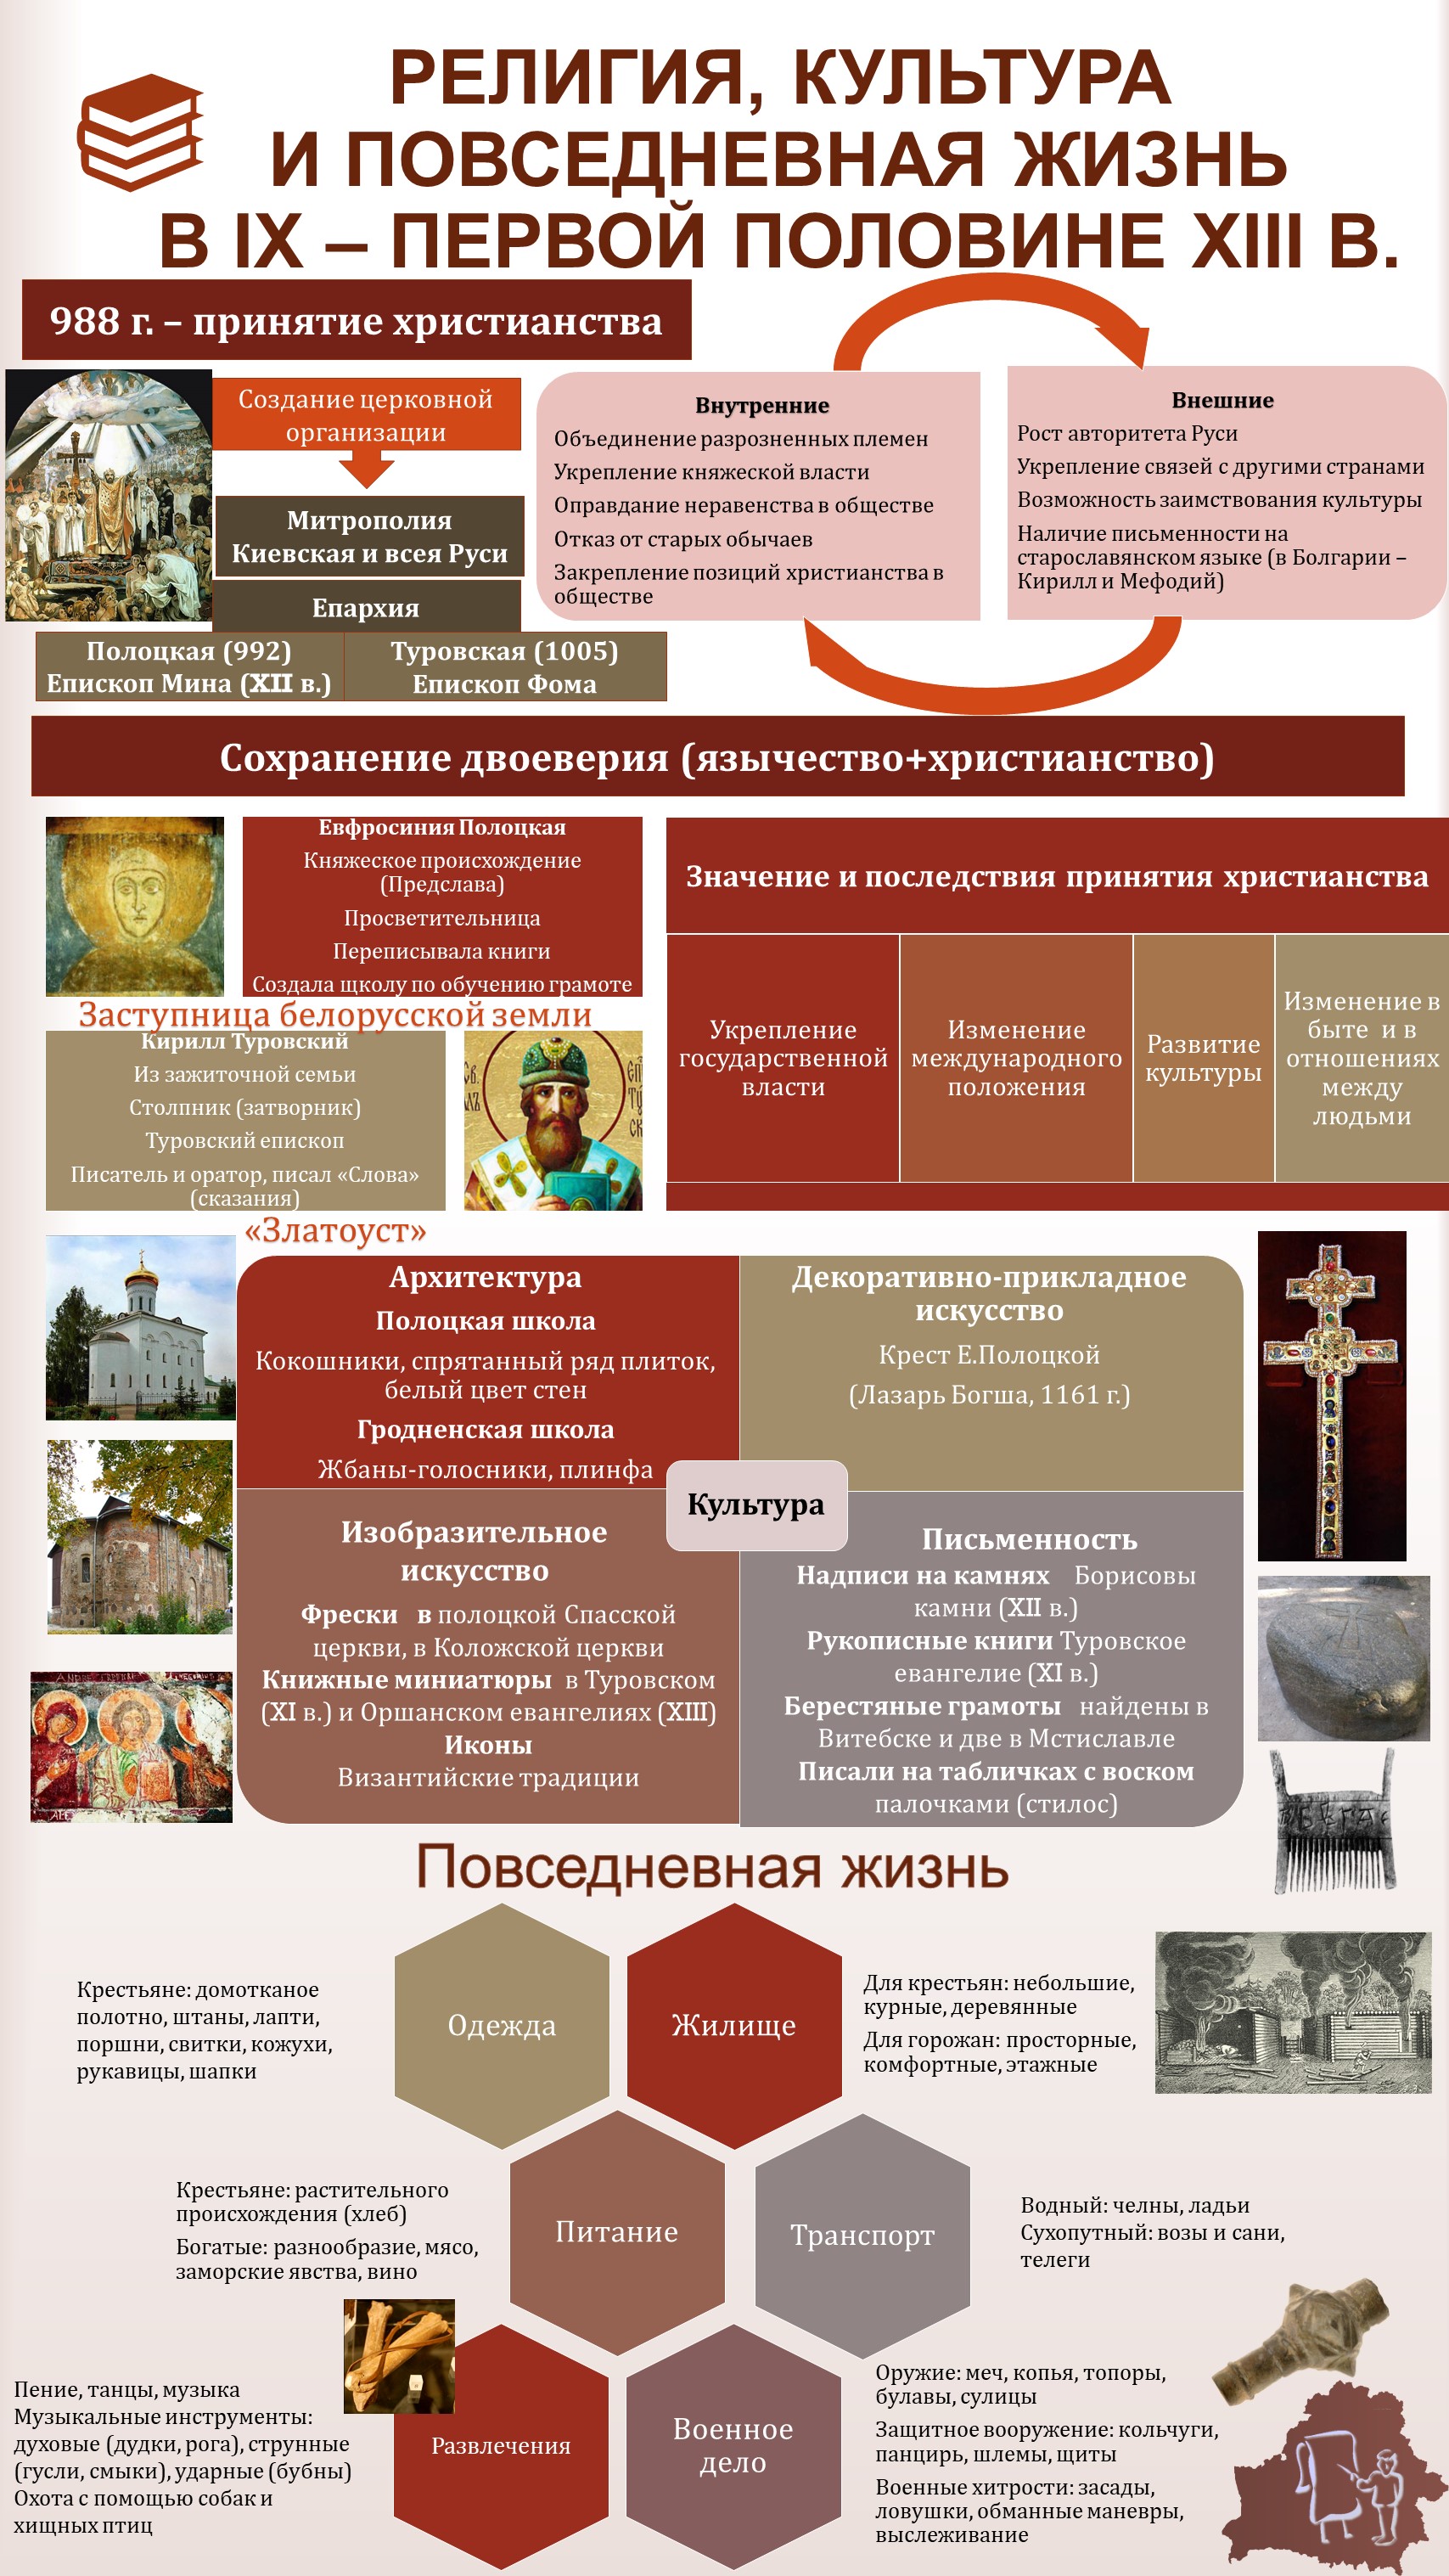 РЕЛИГИЯ, КУЛЬТУРА
И ПОВСЕДНЕВНАЯ ЖИЗНЬ
В IX – ПЕРВОЙ ПОЛОВИНЕ XIII В.
988 г. – принятие христианства
Создание церковной
организации
Митрополия
Киевская и всея Руси
Епархия
Полоцкая (992)
Епископ Мина (XII в.)
Туровская (1005)
Епископ Фома
Внутренние
Объединение разрозненных племен
Укрепление княжеской власти
Оправдание неравенства в обществе
Отказ от старых обычаев
Закрепление позиций христианства в
обществе
Внешние
Рост авторитета Руси
Укрепление связей с другими странами
Возможность заимствования культуры
Наличие письменности на
старославянском языке (в Болгарии –
Кирилл и Мефодий)
Сохранение двоеверия (язычество+христианство)
Евфросиния Полоцкая
Княжеское происхождение
(Предслава)
Просветительница
Переписывала книги
Создала щколу по обучению грамоте
Заступница белорусской земли
Кирилл Туровский
Из зажиточной семьи
Столпник (затворник)
Туровский епископ
Писатель и оратор, писал «Слова»
(сказания)
«Златоуст»
Значение и последствия принятия христианства
Укрепление
государственной
власти
Изменение
международного
положения
Развитие
культуры
Изменение в
быте и в
отношениях
между
людьми
Архитектура
Полоцкая школа
Кокошники, спрятанный ряд плиток,
белый цвет стен
Гродненская школа
Жбаны-голосники, плинфа
Декоративно-прикладное
искусство
Крест Е.Полоцкой
(Лазарь Богша, 1161 г.)
Культура
Изобразительное
искусство
Фрески в полоцкой Спасской
церкви, в Коложской церкви
Книжные миниатюры в Туровском
(XI в.) и Оршанском евангелиях (XIII)
Иконы
Византийские традиции
Письменность
Надписи на камнях Борисовы
камни (XII в.)
Рукописные книги Туровское
евангелие (XI в.)
Берестяные грамоты найдены в
Витебске и две в Мстиславле
Писали на табличках с воском
палочками (стилос)
Повседневная жизнь
Одежда
Крестьяне: домотканое
полотно, штаны, лапти,
поршни, свитки, кожухи,
рукавицы, шапки
Жилище
Для крестьян: небольшие,
курные, деревянные
Для горожан: просторные,
комфортные, этажные
Питание
Крестьяне: растительного
происхождения (хлеб)
Богатые: разнообразие, мясо,
заморские явства, вино
Транспорт
Водный: челны, ладьи
Сухопутный: возы и сани,
телеги
Развлечения
Пение, танцы, музыка
Музыкальные инструменты:
духовые (дудки, рога), струнные
(гусли, смыки), ударные (бубны)
Охота с помощью собак и
хищных птиц
Военное
дело
Оружие: меч, копья, топоры,
булавы, сулицы
Защитное вооружение: кольчуги,
панцирь, шлемы, щиты
Военные хитрости: засады,
ловушки, обманные маневры,
выслеживание